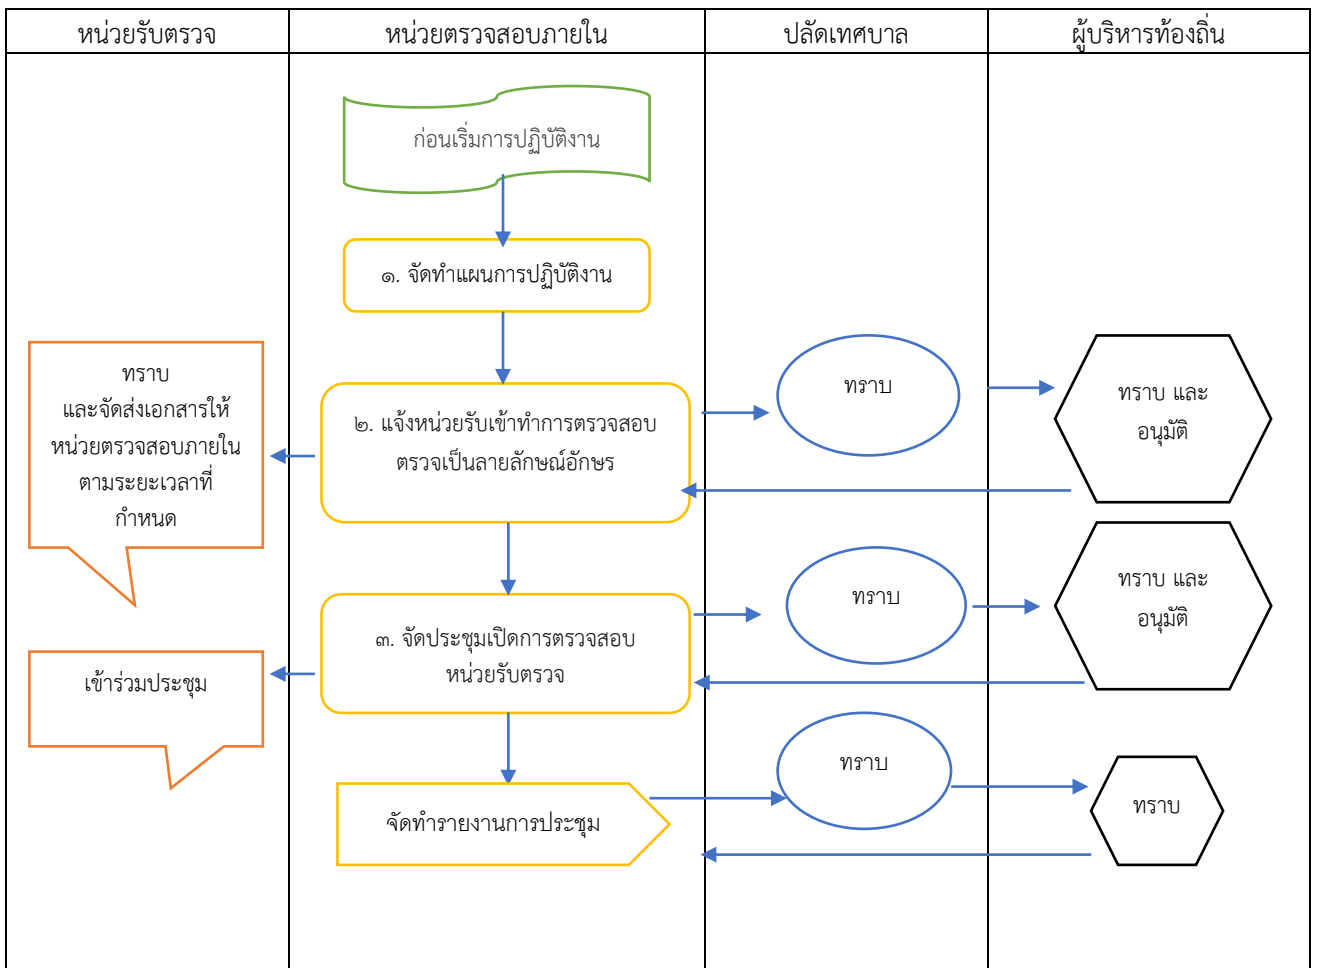 หน่วยรับตรวจ
หน่วยตรวจสอบภายใน
ปลัดเทศบาล
ผู้บริหารท้องถิ่น
ก่อนเริ่มการปฏิบัติงาน
๑. จัดทำแผนการปฏิบัติงาน
ทราบ
และจัดส่งเอกสารให้
หน่วยตรวจสอบภายใน
ตามระยะเวลาที่
กำหนด
๒. แจ้งหน่วยรับเข้าทำการตรวจสอบ
ตรวจเป็นลายลักษณ์อักษร
ทราบ
ทราบ และ
อนุมัติ
เข้าร่วมประชุม
๓. จัดประชุมเปิดการตรวจสอบ
หน่วยรับตรวจ
ทราบ
ทราบ และ
อนุมัติ
จัดทำรายงานการประชุม
ทราบ
ทราบ